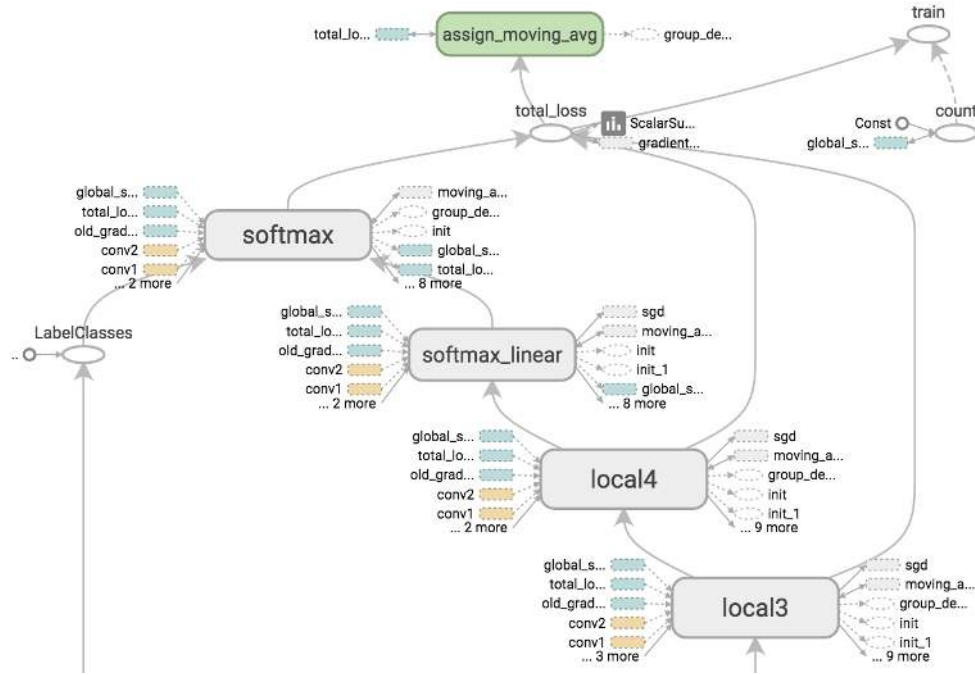 train
total_lo...
assign_moving_avg
group_de...
total_loss
ScalarSu...
gradient...
Const
count
global_s...
global_s...
total_lo...
old_grad...
conv2
conv1
... 2 more
softmax
moving_a...
group_de...
init
global_s...
total_lo...
... 8 more
LabelClasses
..
global_s...
total_lo...
old_grad...
conv2
conv1
... 2 more
softmax_linear
sgd
moving_a...
init
init_1
global_s...
... 8 more
global_s...
total_lo...
old_grad...
conv2
conv1
... 2 more
local4
sgd
moving_a...
group_de...
init
init_1
... 9 more
global_s...
total_lo...
old_grad...
conv2
conv1
... 3 more
local3
sgd
moving_a...
group_de...
init
init_1
... 9 more